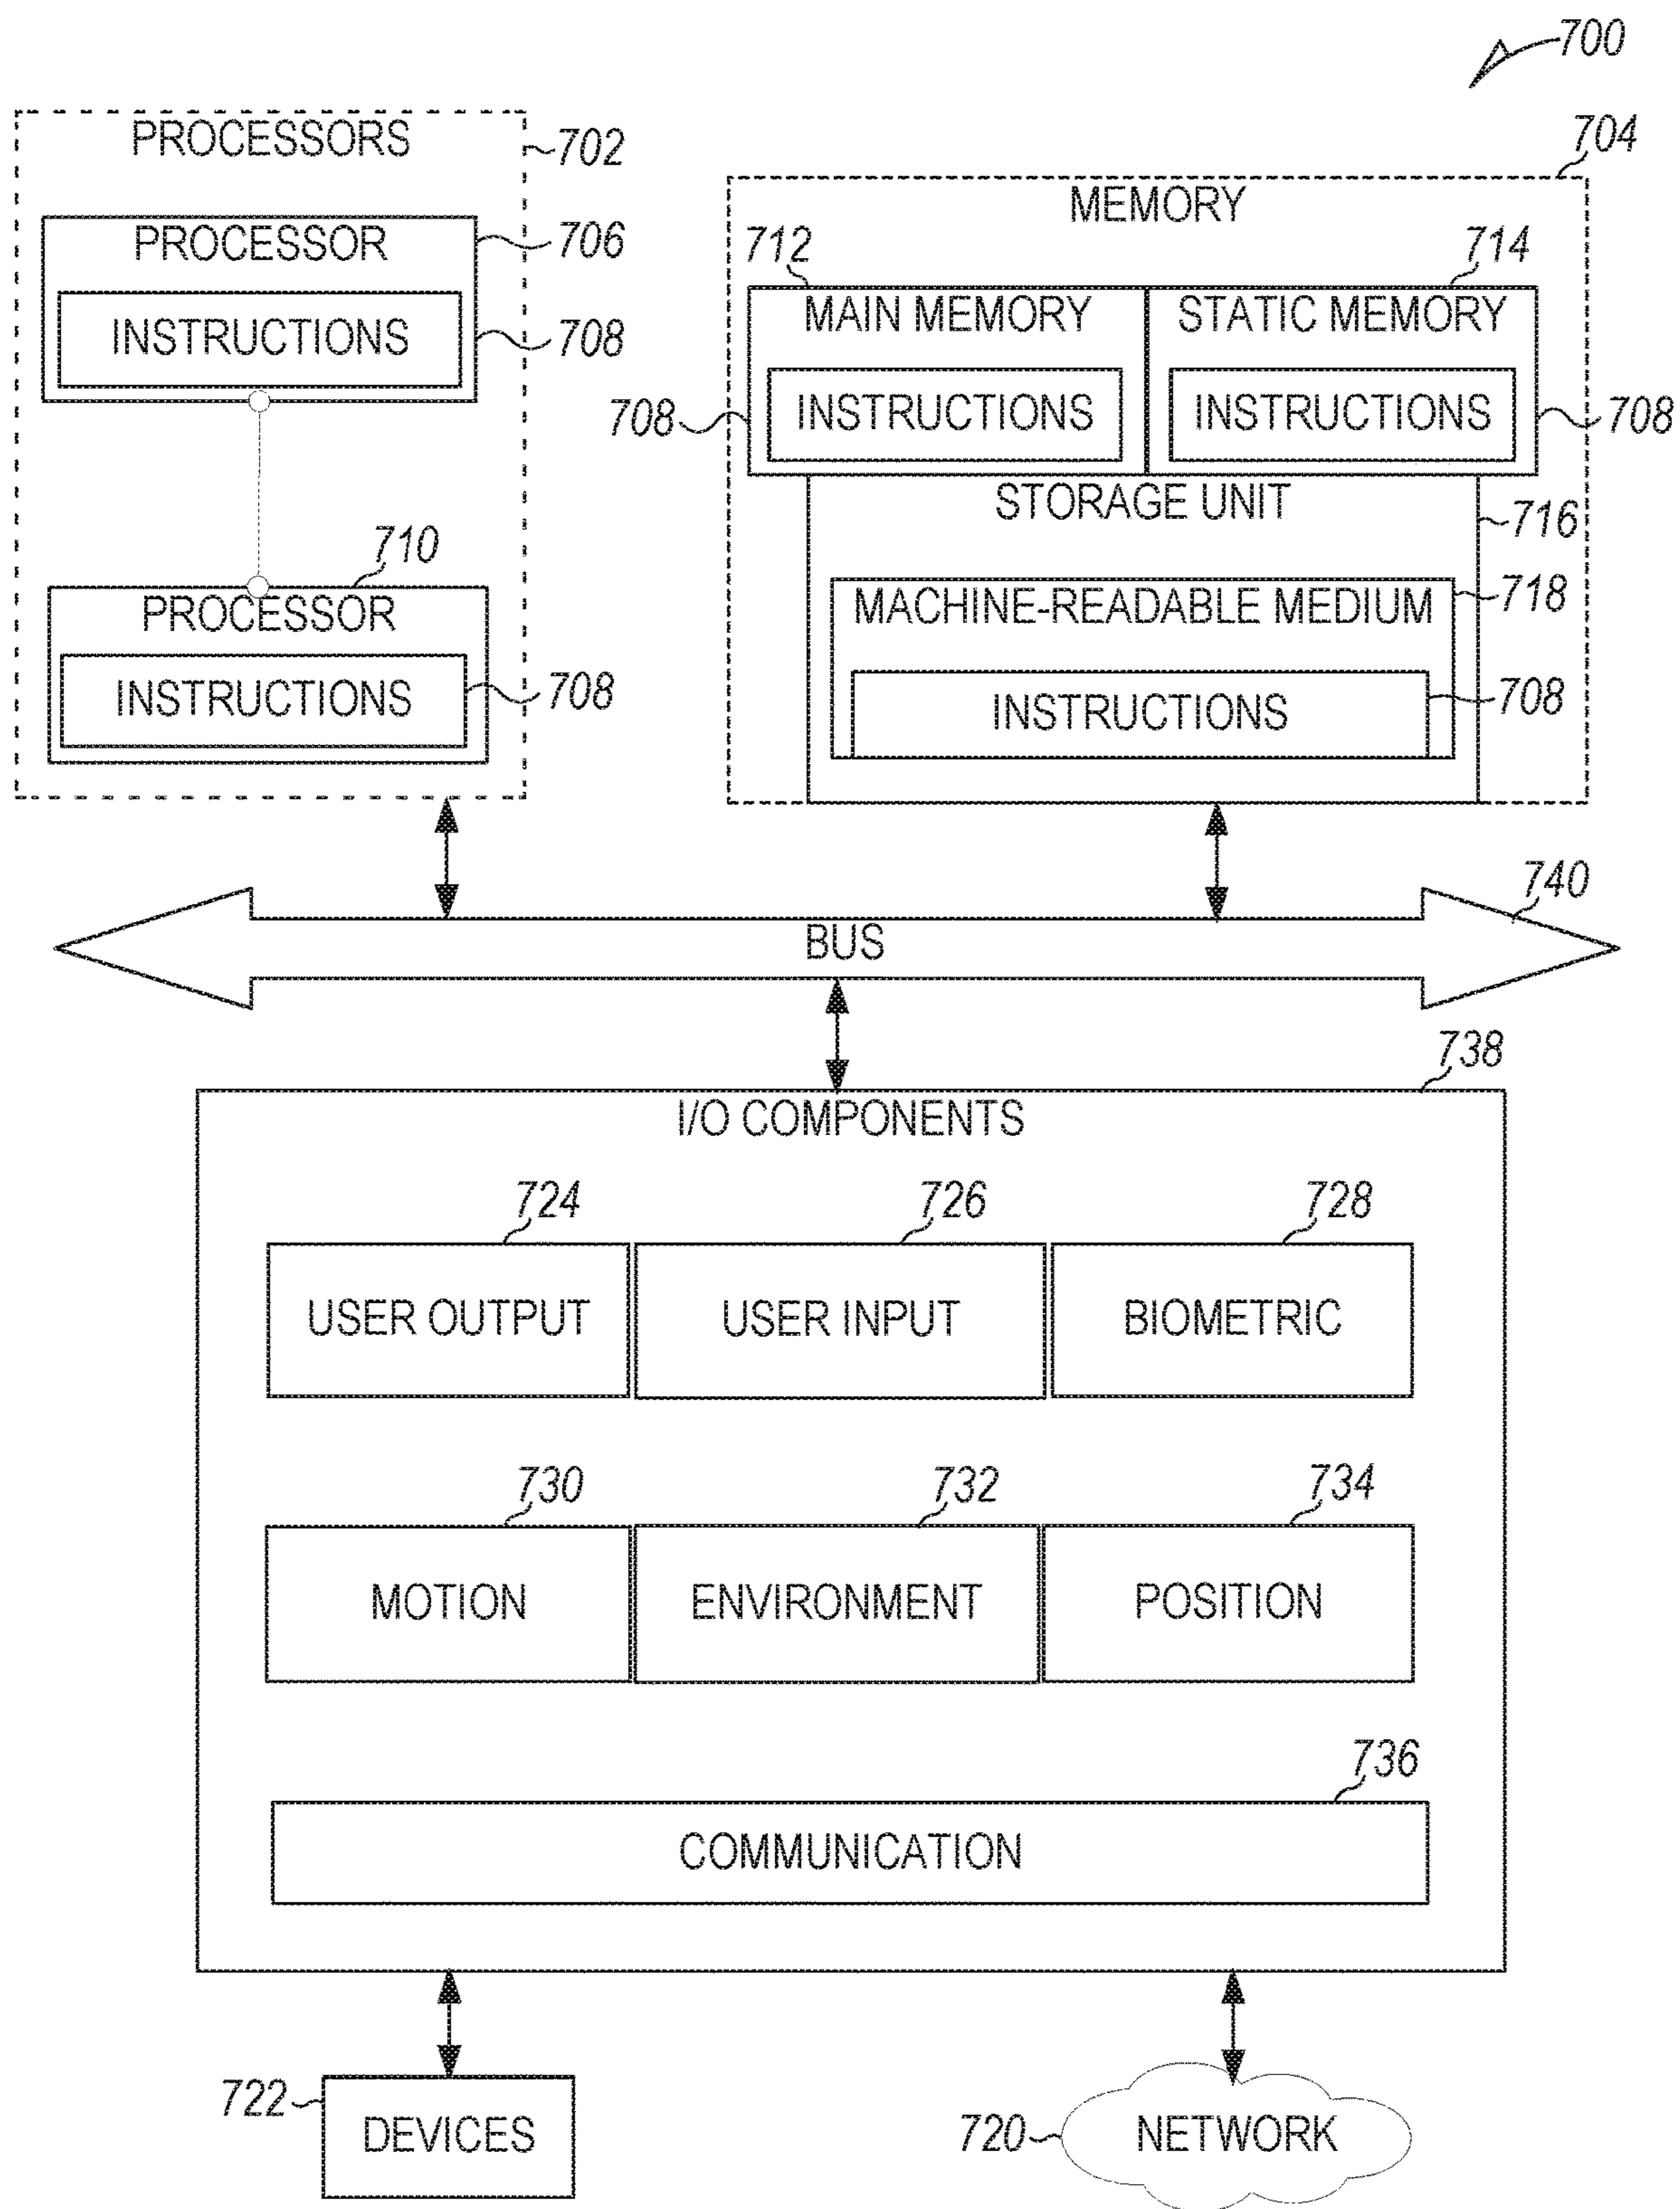 700
PROCESSORS
702
704
MEMORY
PROCESSOR
706
712
714
INSTRUCTIONS
708
MAIN MEMORY
STATIC MEMORY
708
INSTRUCTIONS
INSTRUCTIONS
708
STORAGE UNIT
716
710
PROCESSOR
MACHINE-READABLE MEDIUM
718
INSTRUCTIONS
708
INSTRUCTIONS
708
740
BUS
738
I/O COMPONENTS
724
726
728
USER OUTPUT
USER INPUT
BIOMETRIC
730
732
734
MOTION
ENVIRONMENT
POSITION
736
COMMUNICATION
722
DEVICES
720
NETWORK